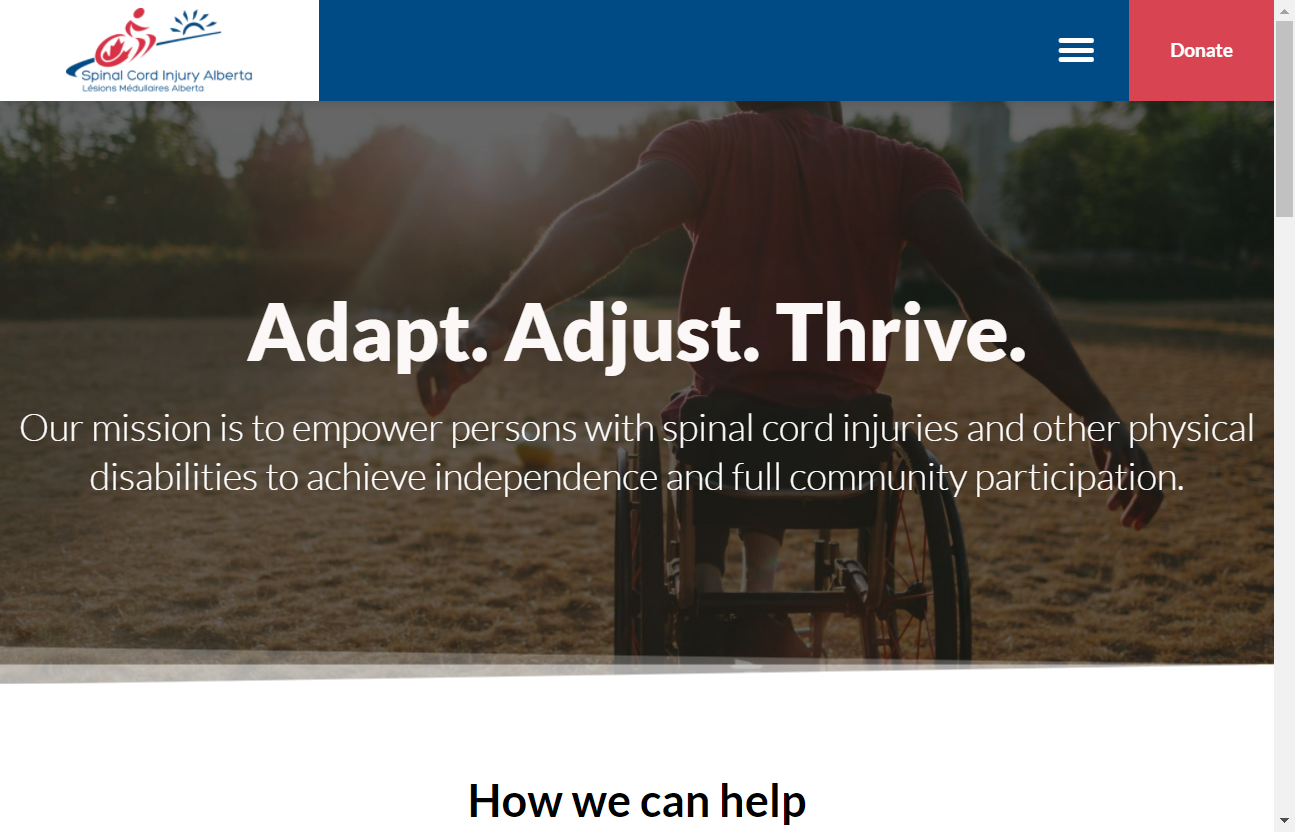 Spinal Cord Injury Alberta
Lésions Médullaires Alberta
Donate
Adapt. Adjust. Thrive.
Our mission is to empower persons with spinal cord injuries and other physical
disabilities to achieve independence and full community participation.
How we can help